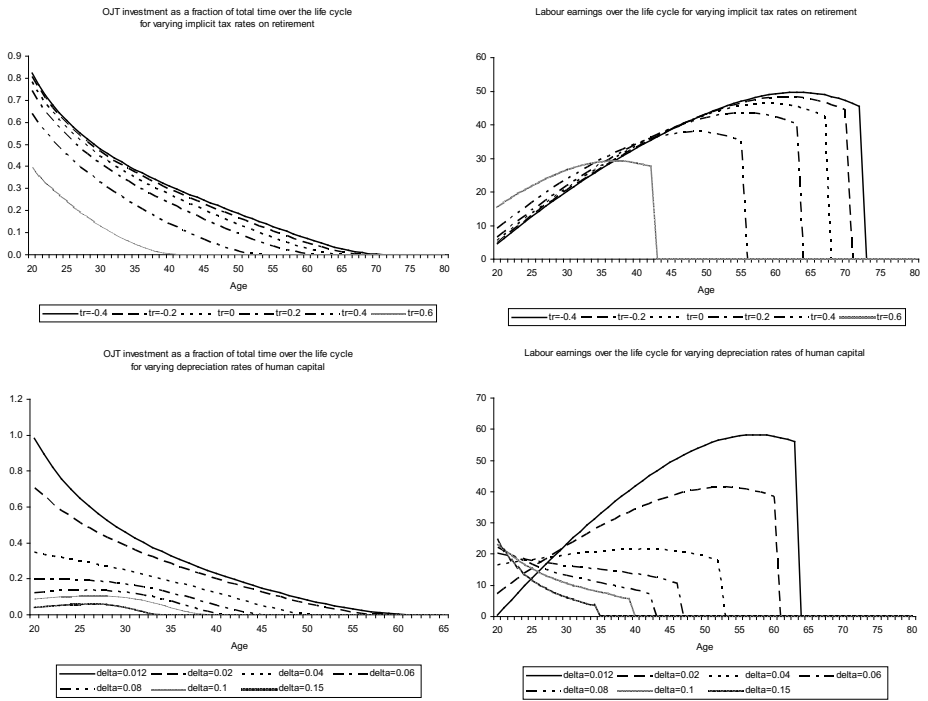 OJT investment as a fraction of total time over the life cycle
for varying implicit tax rates on retirement
0.9
0.8
0.7
0.6
0.5
0.4
0.3
0.2
0.1
0.0
20 25 30 35 40 45 50 55 60 65 70 75 80
Age
tr=-0.4 tr=-0.2 tr=0 tr=0.2 tr=0.4 tr=0.6
Labour earnings over the life cycle for varying implicit tax rates on retirement
60
50
40
30
20
10
0
20 25 30 35 40 45 50 55 60 65 70 75 80
Age
tr=-0.4 tr=-0.2 tr=0 tr=0.2 tr=0.4 tr=0.6
OJT investment as a fraction of total time over the life cycle
for varying depreciation rates of human capital
1.2
1.0
0.8
0.6
0.4
0.2
0.0
20 25 30 35 40 45 50 55 60 65
Age
delta=0.012 delta=0.02 delta=0.04 delta=0.06
delta=0.08 delta=0.1 delta=0.15
Labour earnings over the life cycle for varying depreciation rates of human capital
70
60
50
40
30
20
10
0
20 25 30 35 40 45 50 55 60 65 70 75 80
Age
delta=0.012 delta=0.02 delta=0.04 delta=0.06
delta=0.08 delta=0.1 delta=0.15